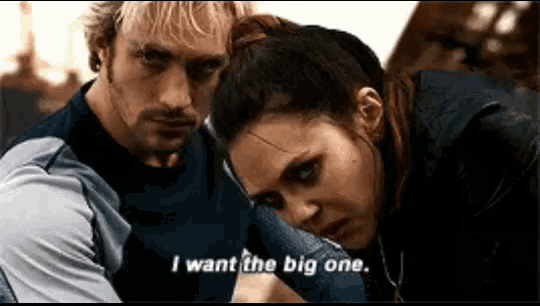 I want the big one.